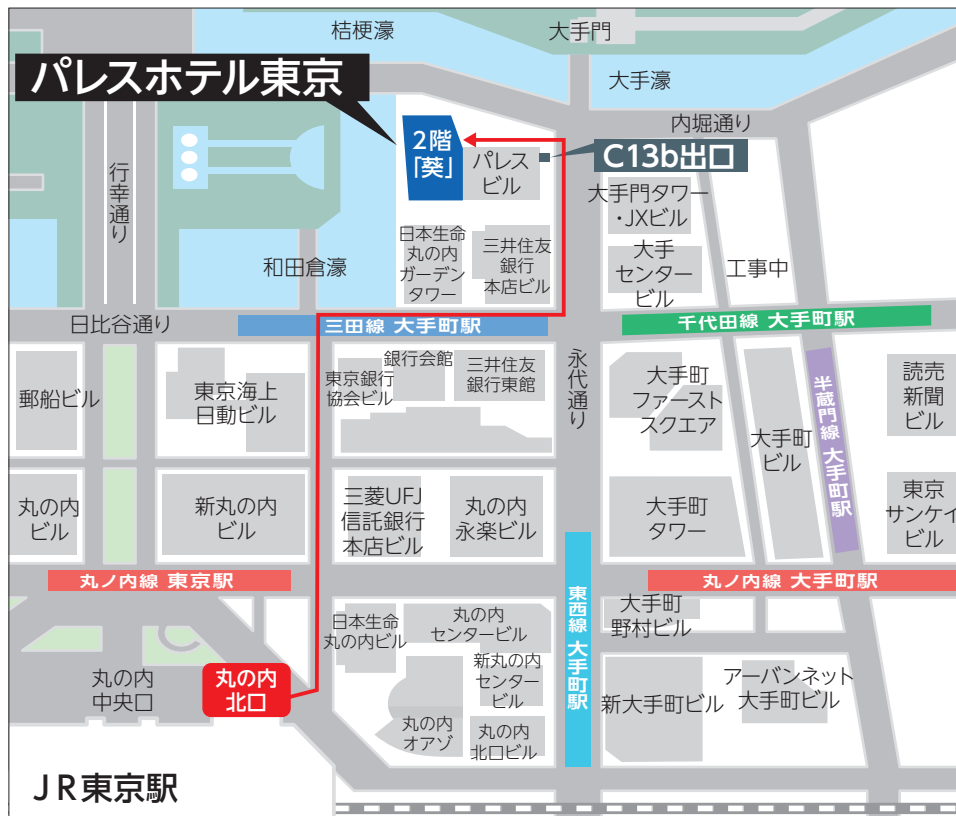 桔梗濠
大手門
大手濠
パレスホテル東京
内堀通り
2階
「葵」
パレス
ビル
C13b出口
行幸通り
大手門タワー
・JXビル
和田倉濠
日本生命
丸の内
ガーデン
タワー
三井住友
銀行
本店ビル
大手
センター
ビル
工事中
日比谷通り
三田線 大手町駅
千代田線 大手町駅
郵船ビル
東京海上
日動ビル
東京銀行
協会ビル
銀行会館
三井住友
銀行東館
永代通り
大手町
ファースト
スクエア
大手町
ビル
半蔵門線 大手町駅
読売
新聞
ビル
丸の内
ビル
新丸の内
ビル
三菱UFJ
信託銀行
本店ビル
丸の内
永楽ビル
大手町
タワー
東京
サンケイ
ビル
丸ノ内線 東京駅
東西線 大手町駅
丸ノ内線 大手町駅
日本生命
丸の内ビル
丸の内
センタービル
大手町
野村ビル
丸の内
中央口
丸の内
北口
新丸の内
センター
ビル
新大手町ビル
アーバンネット
大手町ビル
丸の内
オアゾ
丸の内
北口ビル
JR東京駅